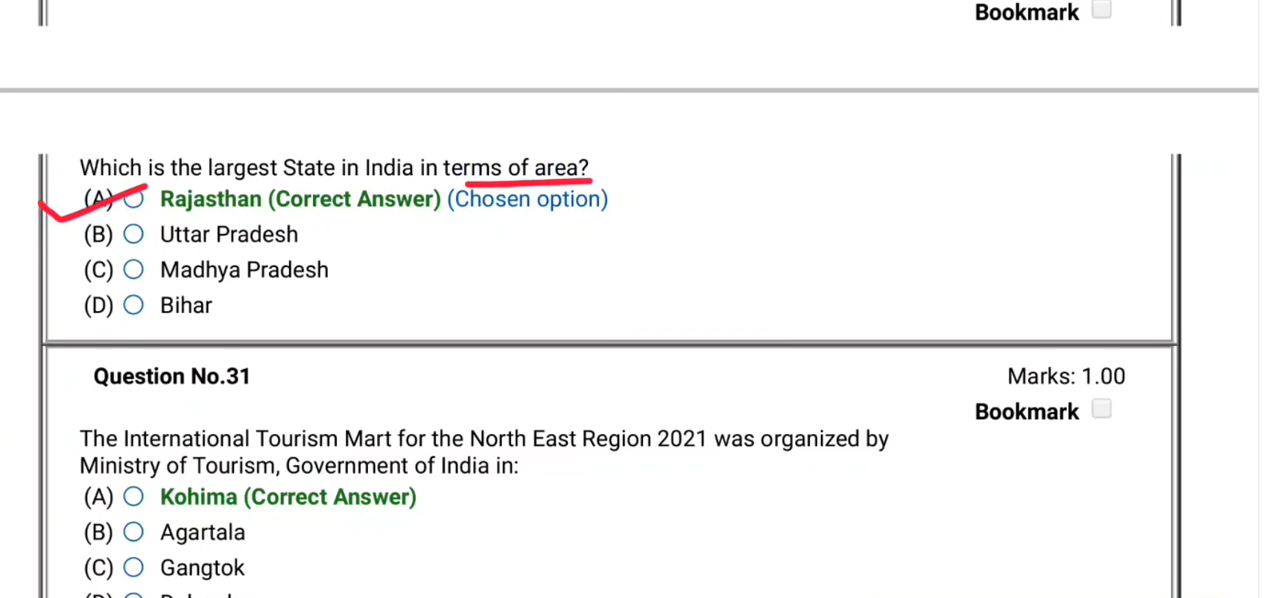 Bookmark
Which is the largest State in India in terms of area?
(A) Rajasthan (Correct Answer) (Chosen option)
(B) Uttar Pradesh
(C) Madhya Pradesh
(D) Bihar
Question No.31 Marks: 1.00
Bookmark
The International Tourism Mart for the North East Region 2021 was organized by
Ministry of Tourism, Government of India in:
(A) Kohima (Correct Answer)
(B) Agartala
(C) Gangtok